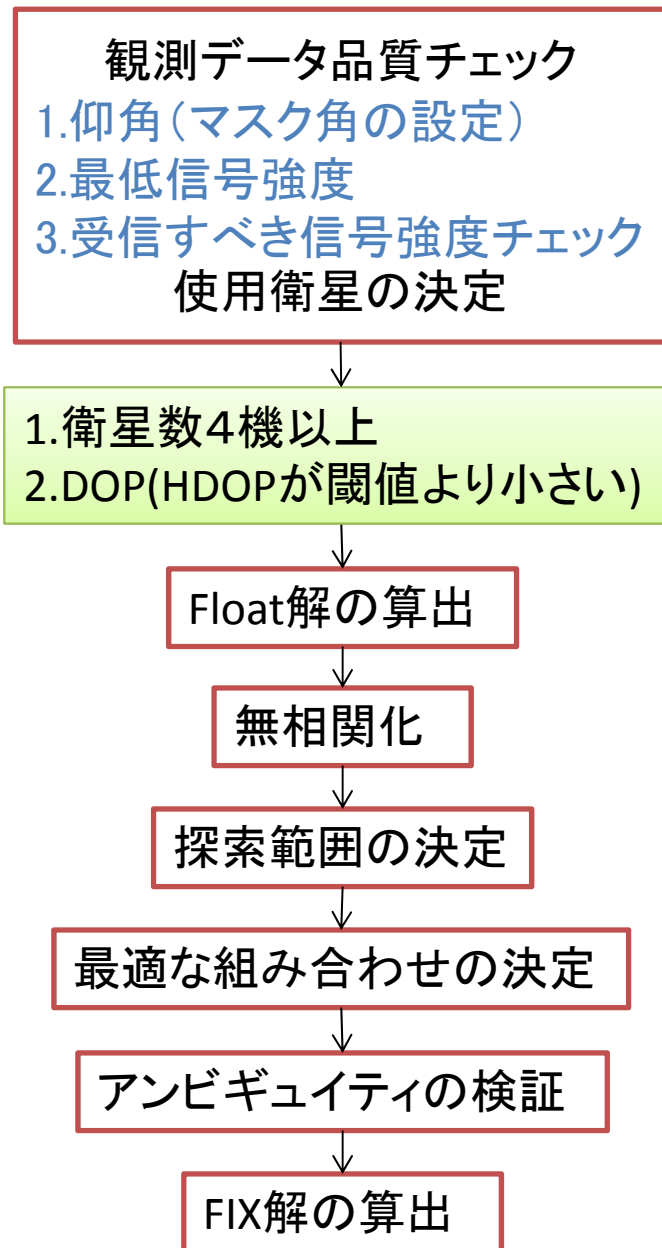 観測データ品質チェック
1.仰角(マスク角の設定)
2.最低信号強度
3.受信すべき信号強度チェック
使用衛星の決定
1.衛星数4機以上
2.DOP(HDOPが閾値より小さい)
Float解の算出
無相関化
探索範囲の決定
最適な組み合わせの決定
アンビギュイティの検証
FIX解の算出